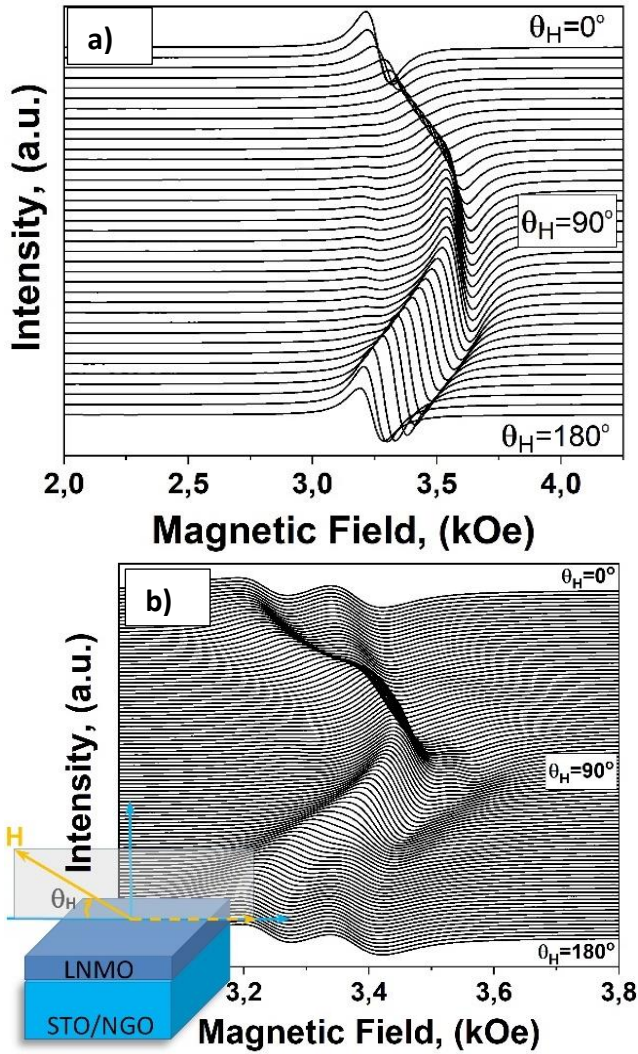 a)
θH=0°
θH=90°
θH=180°
Intensity, (a.u.)
2,0 2,5 3,0 3,5 4,0
Magnetic Field, (kOe)
b)
θH=0°
θH=90°
θH=180°
Intensity, (a.u.)
H
θH
LNMO
STO/NGO
3,2 3,4 3,6 3,8
Magnetic Field, (kOe)